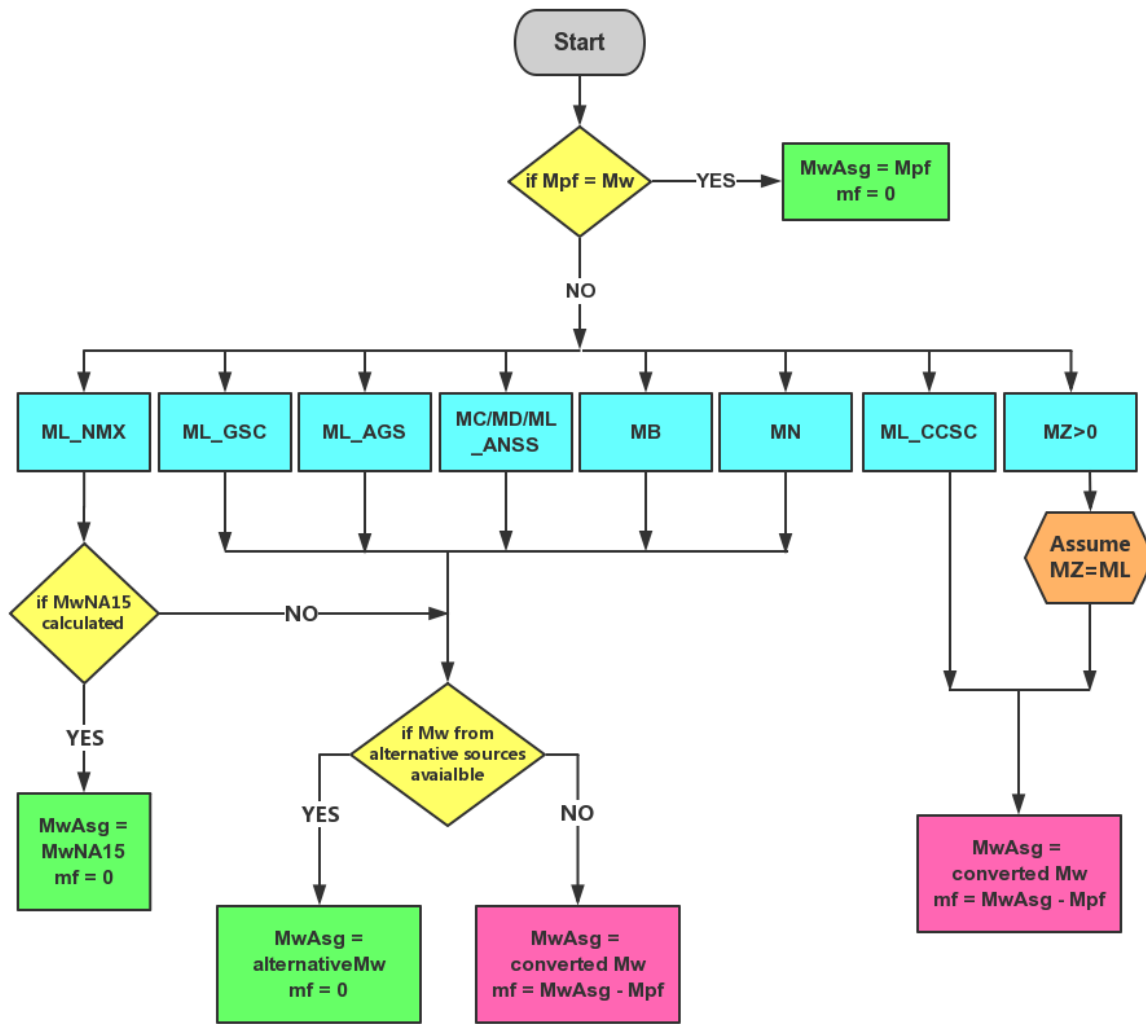 Start
if Mpf = Mw
YES
MwAsg = Mpf
mf = 0
NO
ML_NMX
ML_GSC
ML_AGS
MC/MD/ML
_ANSS
MB
MN
ML_CCSC
MZ>0
Assume
MZ=ML
if MwNA15
calculated
NO
YES
if Mw from
alternative sources
avaialble
YES
NO
MwAsg =
MwNA15
mf = 0
MwAsg =
alternativeMw
mf = 0
MwAsg =
converted Mw
mf = MwAsg - Mpf
MwAsg =
converted Mw
mf = MwAsg - Mpf